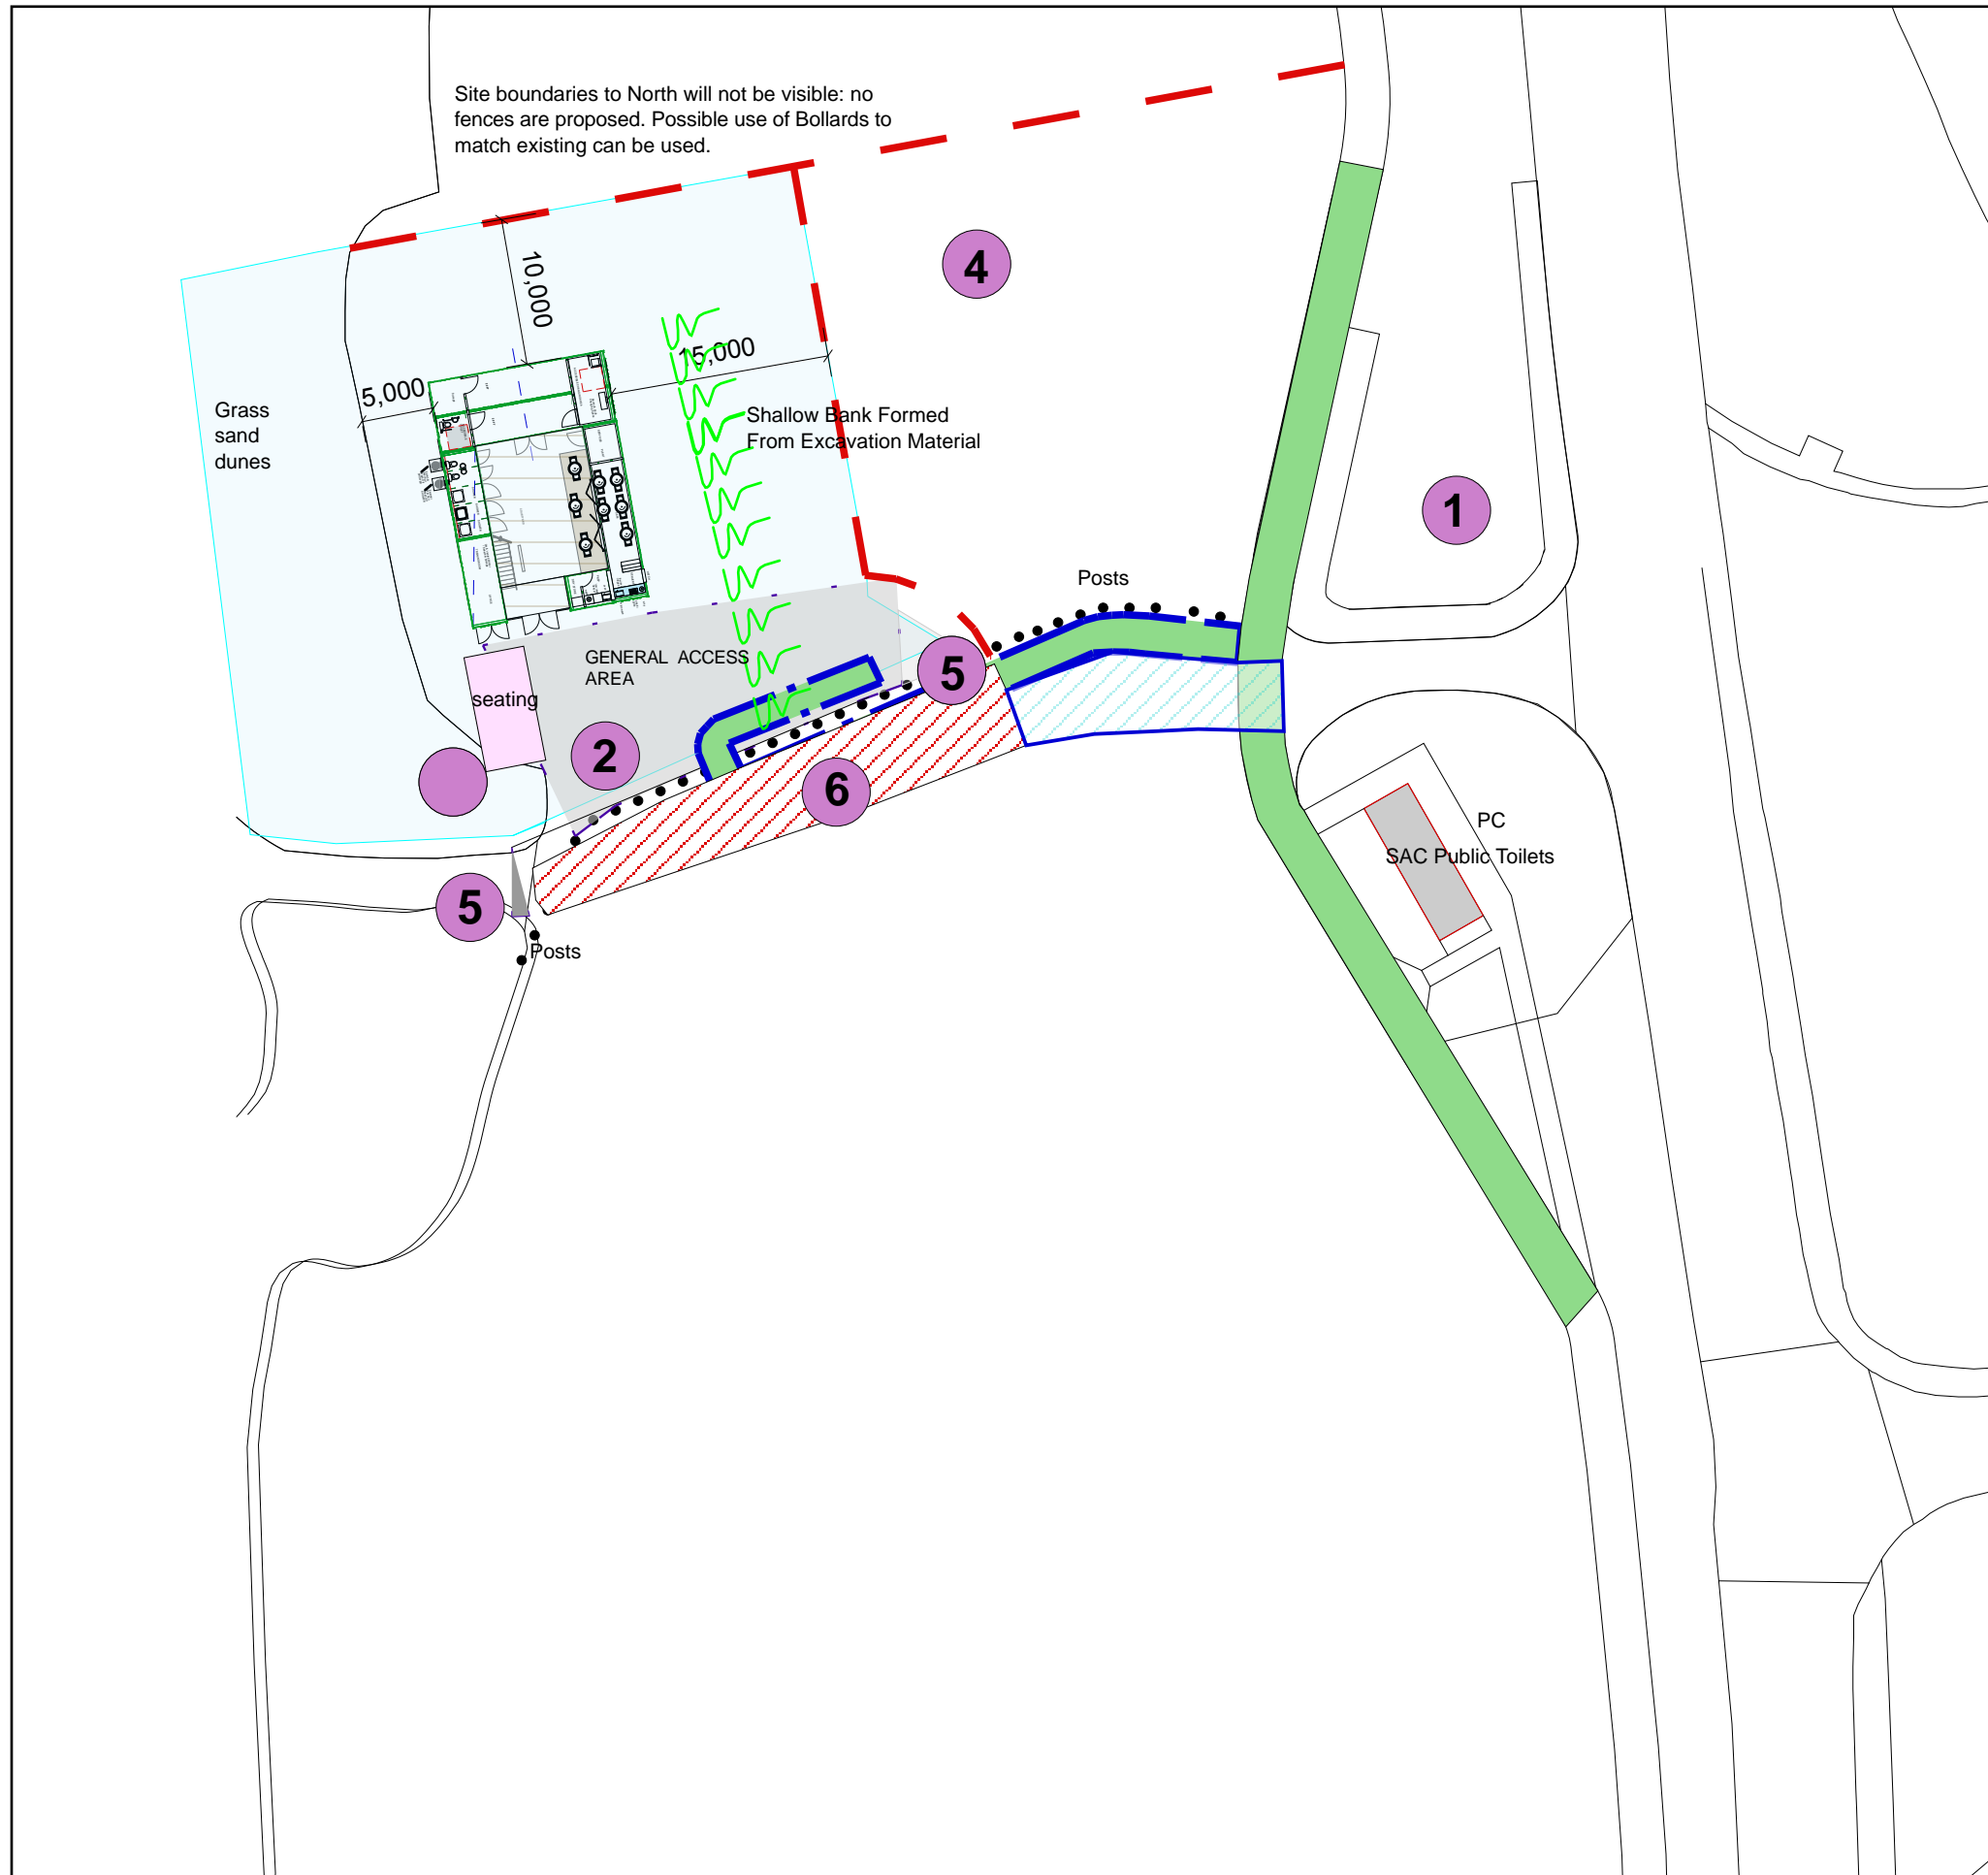 Site boundaries to North will not be visible: no
fences are proposed. Possible use of Bollards to
match existing can be used.
10,000
4
15,000
5,000
Grass
sand
dunes
Shallow Bank Formed
From Excavation Material
1
Posts
GENERAL ACCESS
AREA
5
seating
2
6
PC
SAC Public Toilets
5
Posts